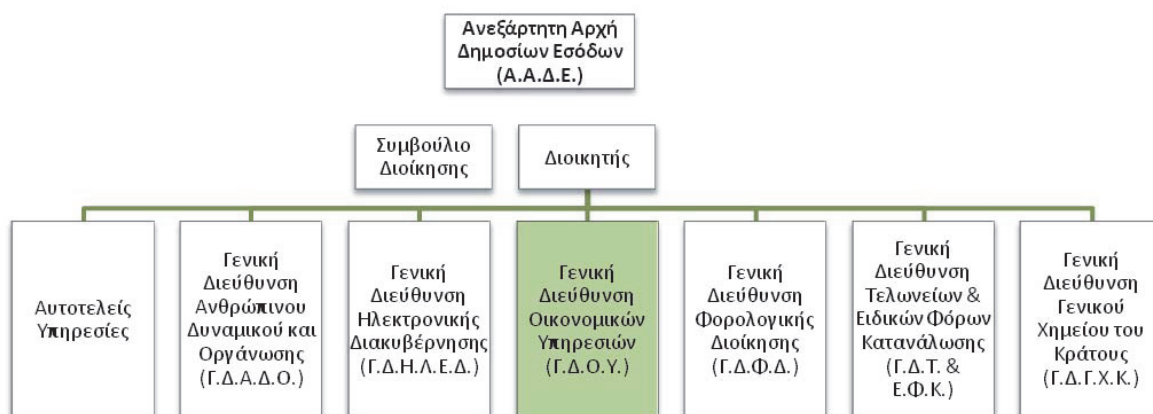 Ανεξάρτητη Αρχή
Δημοσίων Εσόδων
(Α.Α.Δ.Ε.)
Συμβούλιο
Διοίκησης
Διοικητής
Αυτοτελείς
Υπηρεσίες
Γενική
Διεύθυνση
Ανθρώπινου
Δυναμικού και
Οργάνωσης
(Γ.Δ.Α.Δ.Ο.)
Γενική
Διεύθυνση
Ηλεκτρονικής
Διακυβέρνησης
(Γ.Δ.Η.Λ.Ε.Δ.)
Γενική
Διεύθυνση
Οικονομικών
Υπηρεσιών
(Γ.Δ.Ο.Υ.)
Γενική
Διεύθυνση
Φορολογικής
Διοίκησης
(Γ.Δ.Φ.Δ.)
Γενική
Διεύθυνση
Τελωνείων &
Ειδικών Φόρων
Κατανάλωσης
(Γ.Δ.Τ. &
Ε.Φ.Κ.)
Γενική
Διεύθυνση
Γενικού
Χημείου του
Κράτους
(Γ.Δ.Γ.Χ.Κ.)